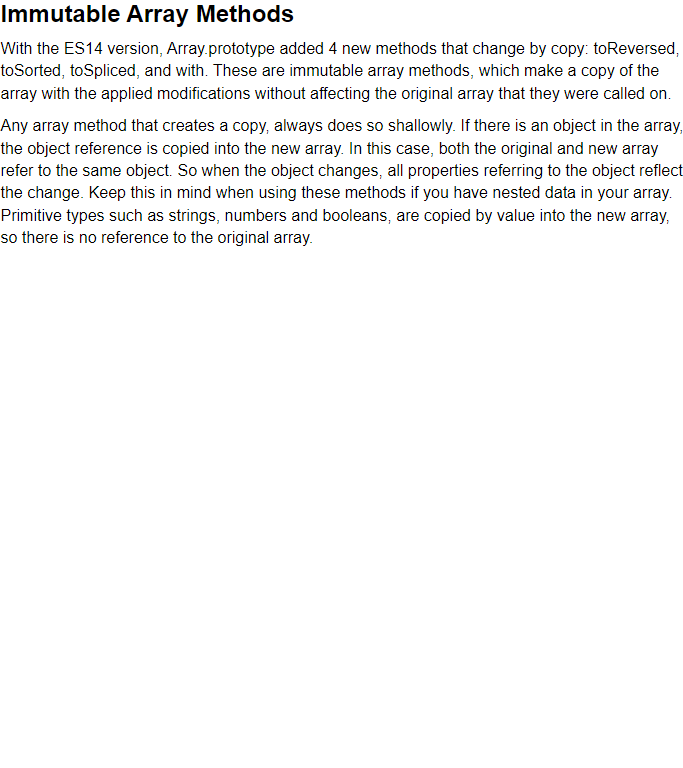 Immutable Array Methods
With the ES14 version, Array.prototype added 4 new methods that change by copy: toReversed,
toSorted, toSpliced, and with. These are immutable array methods, which make a copy of the
array with the applied modifications without affecting the original array that they were called on.
Any array method that creates a copy, always does so shallowly. If there is an object in the array,
the object reference is copied into the new array. In this case, both the original and new array
refer to the same object. So when the object changes, all properties referring to the object reflect
the change. Keep this in mind when using these methods if you have nested data in your array.
Primitive types such as strings, numbers and booleans, are copied by value into the new array,
so there is no reference to the original array.